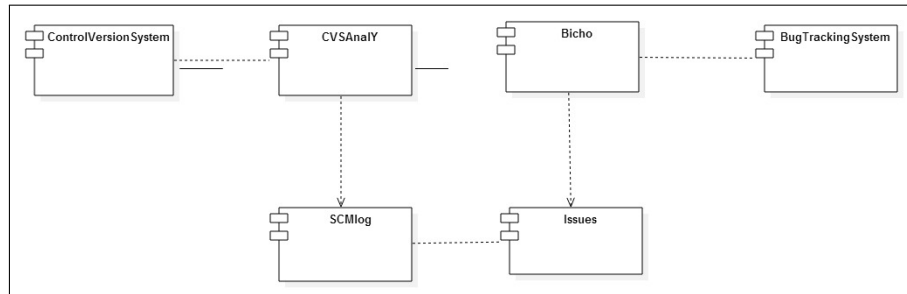 ControlVersionSystem
CVSAnalY
Bicho
BugTrackingSystem
SCMlog
Issues